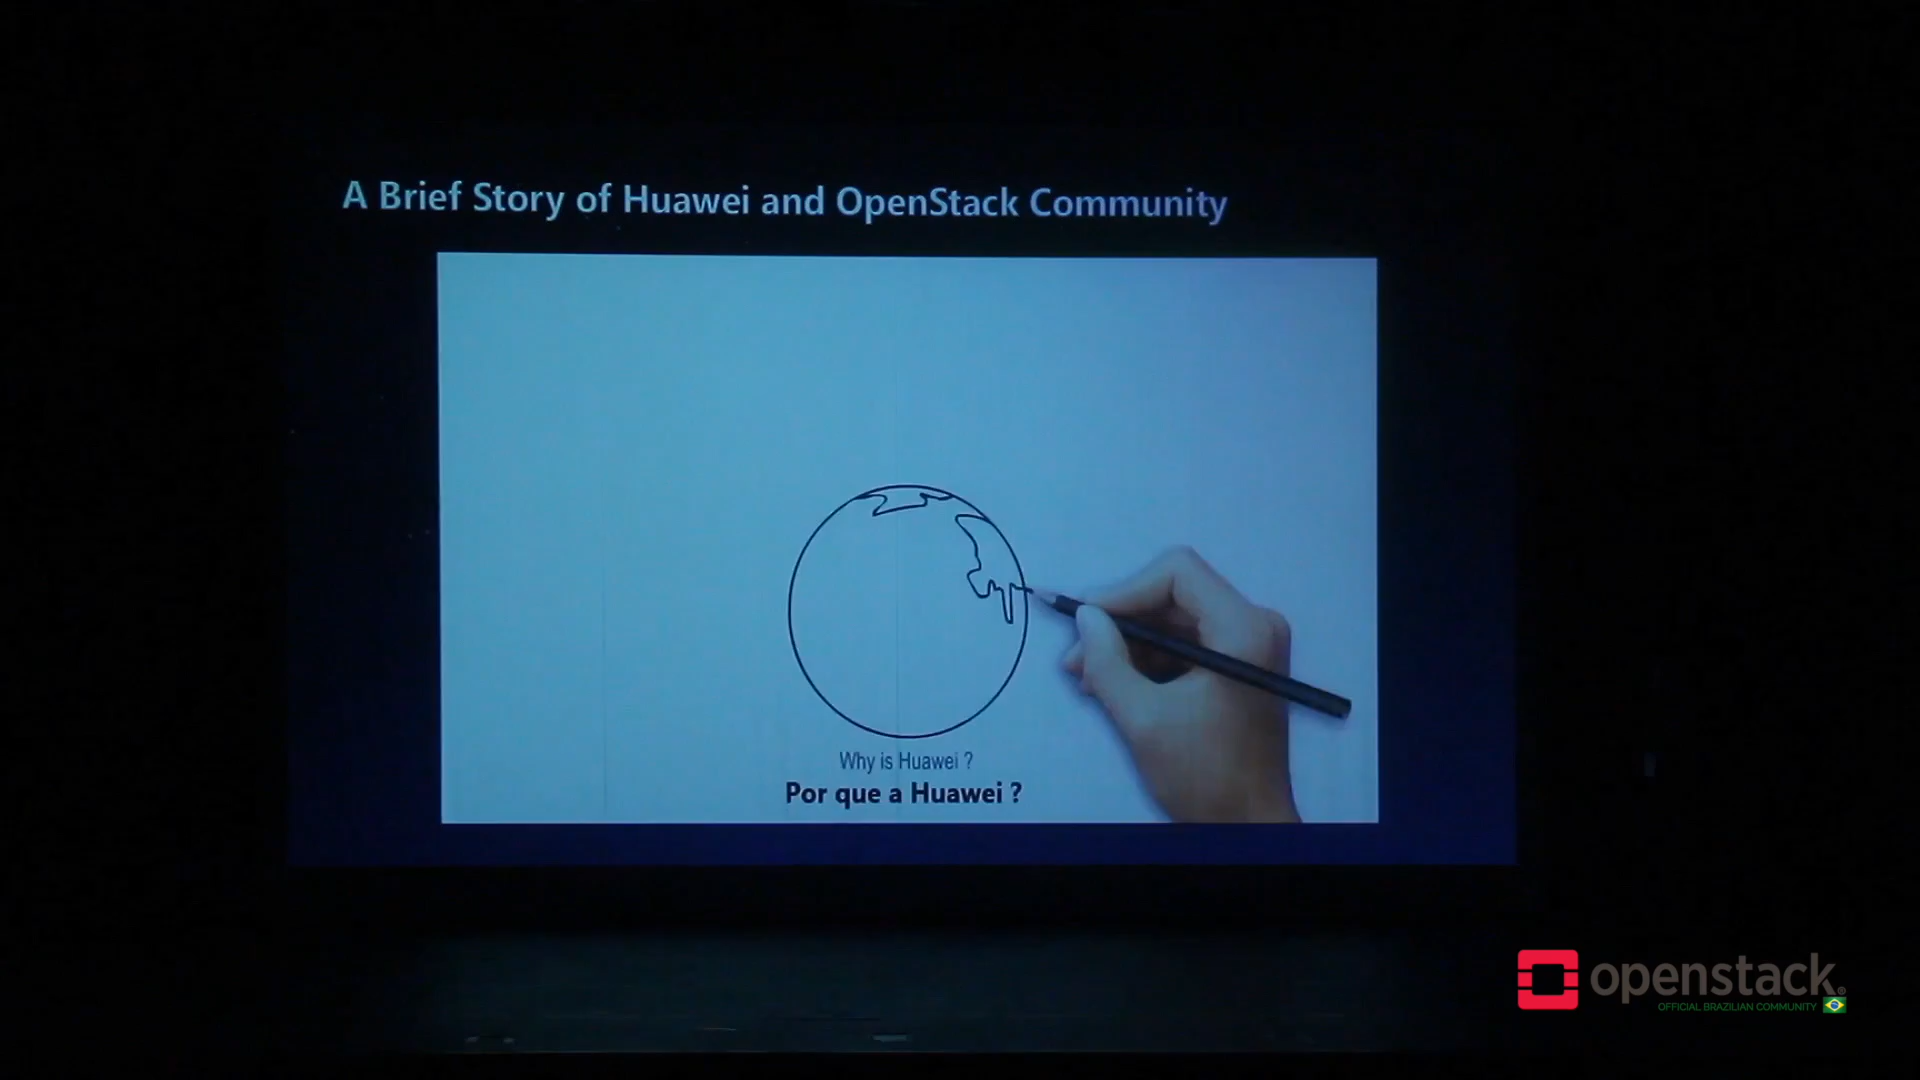 A Brief Story of Huawei and OpenStack Community
Why is Huawei ?
Por que a Huawei ?
openstack®
OFFICIAL BRAZILIAN COMMUNITY